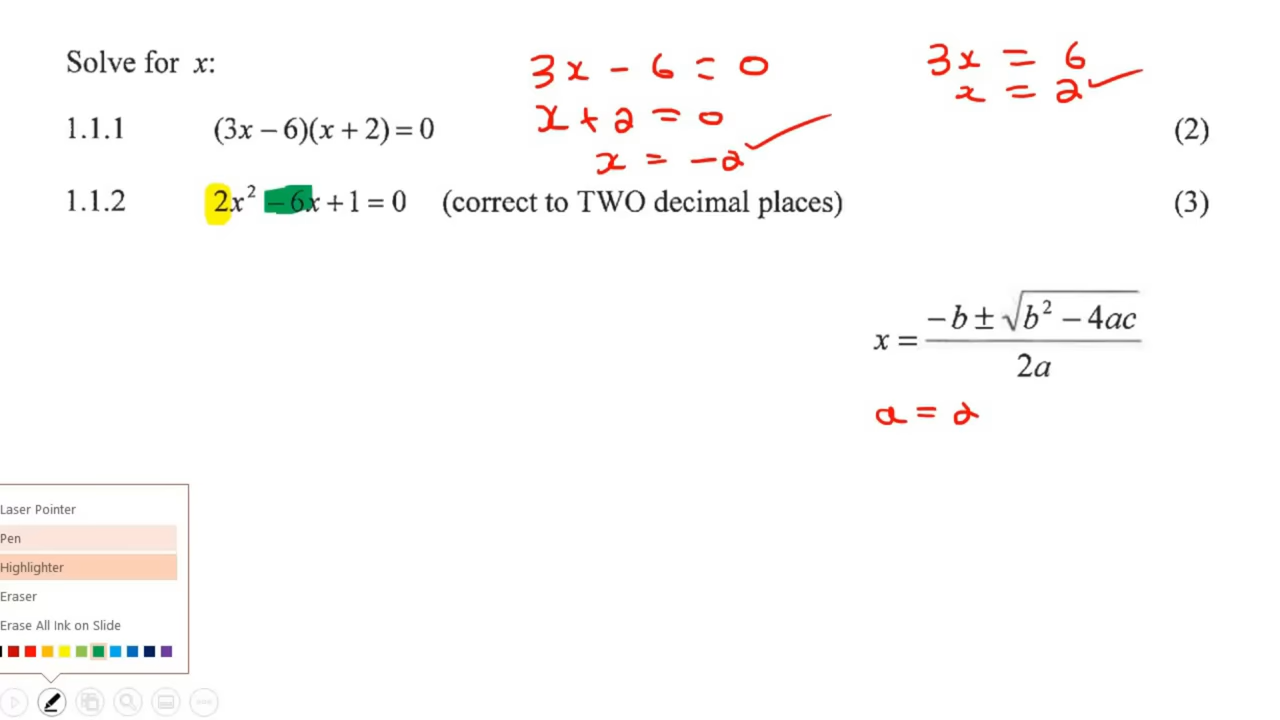 Solve for x:
3x - 6 = 0
3x = 6
x = 2 ✓
1.1.1 (3x – 6)(x + 2) = 0 (2)
x + 2 = 0
x = -2 ✓
1.1.2 2x² – 6x + 1 = 0 (correct to TWO decimal places) (3)
x = (-b ± √(b² - 4ac)) / 2a
a = 2
Laser Pointer
Pen
Highlighter
Eraser
Erase All Ink on Slide